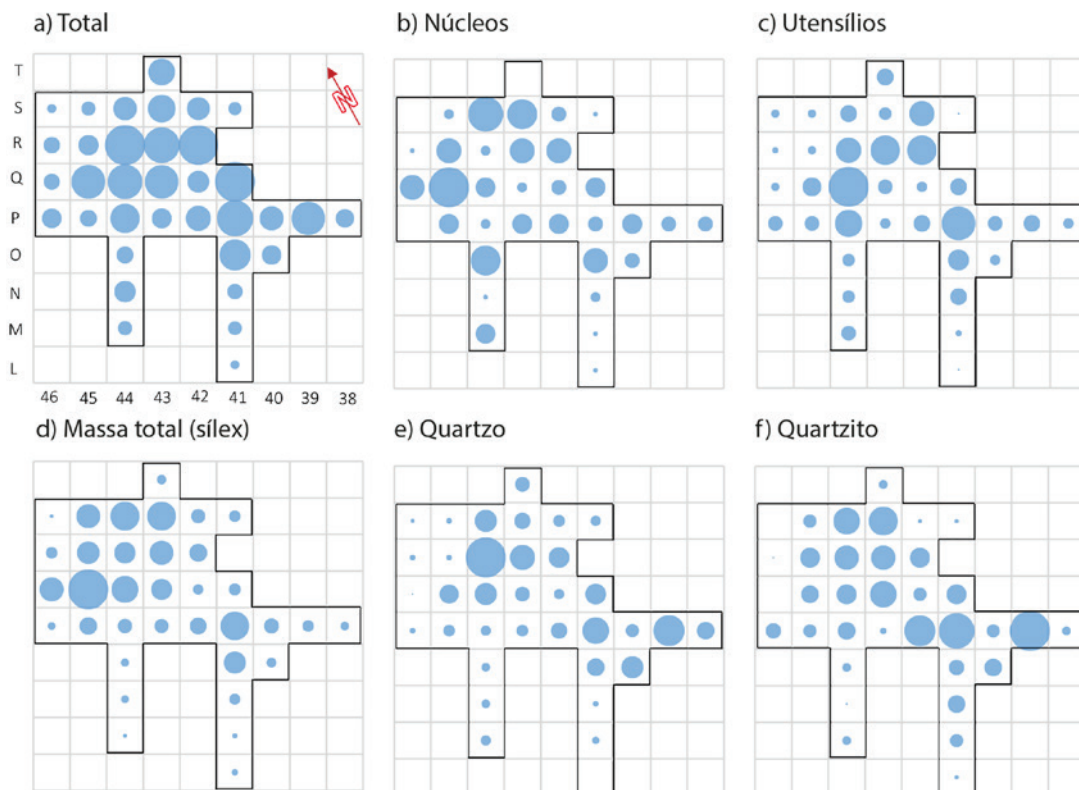 a) Total
b) Núcleos
c) Utensílios
N
T
S
R
Q
P
O
N
M
L
46 45 44 43 42 41 40 39 38
d) Massa total (sílex)
e) Quartzo
f) Quartzito